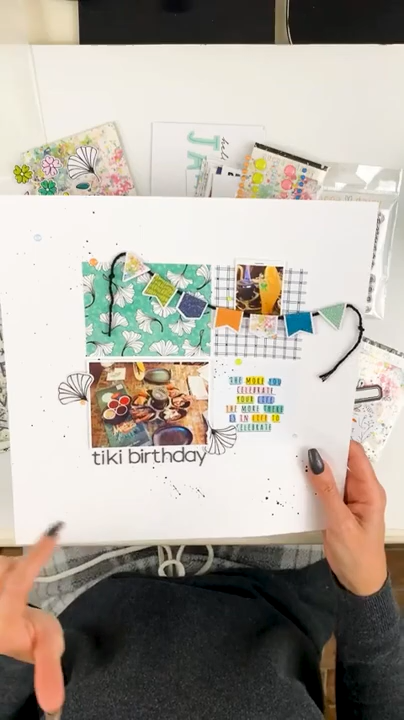 THE MORE YOU
CELEBRATE
YOUR LIFE
THE MORE THERE
IS IN LIFE TO
CELEBRATE
tiki birthday